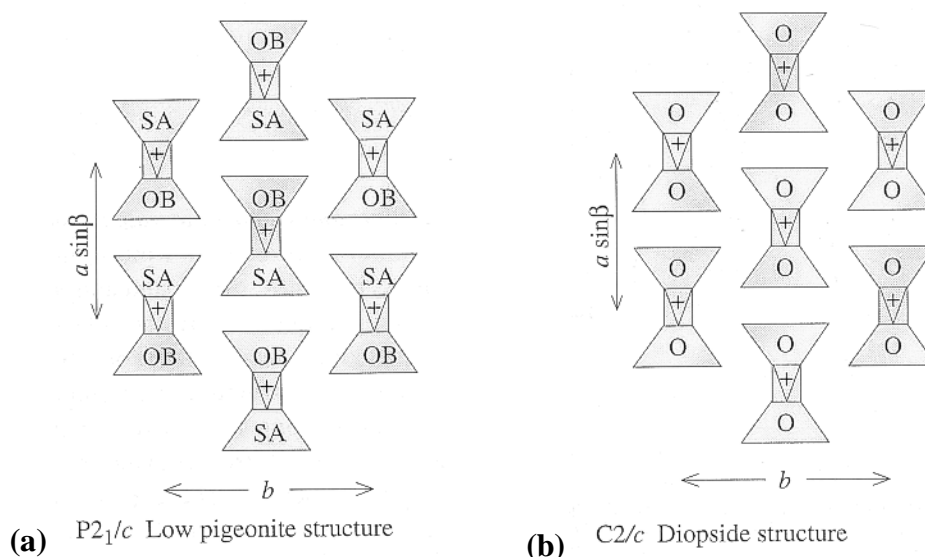 OB
+
SA SA SA
+ +
OB OB OB
a sinβ
+
SA SA SA
+ +
OB OB OB
+
SA
b
(a) P2₁/c Low pigeonite structure
O
+
O O O
+ +
O O O
a sinβ
+
O O O
+ +
O O O
+
O
b
(b) C2/c Diopside structure